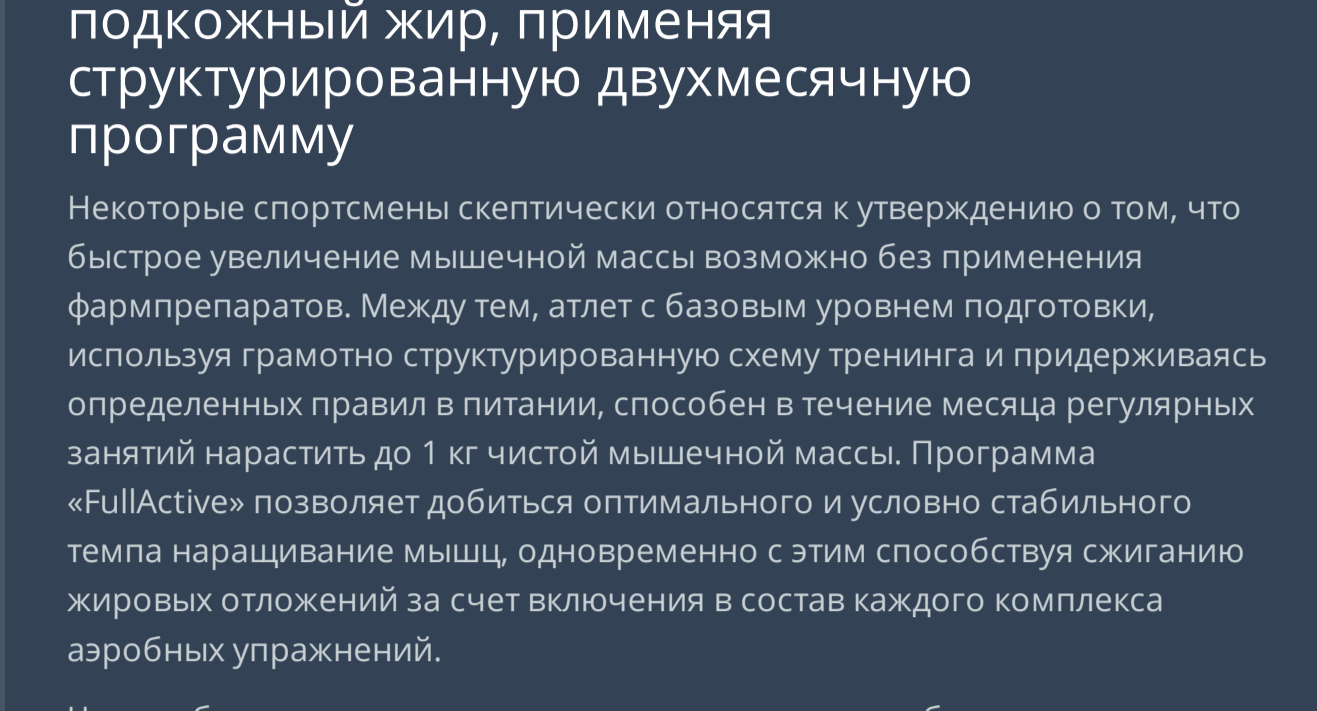 подкожный жир, применяя
структурированную двухмесячную
программу
Некоторые спортсмены скептически относятся к утверждению о том, что
быстрое увеличение мышечной массы возможно без применения
фармпрепаратов. Между тем, атлет с базовым уровнем подготовки,
используя грамотно структурированную схему тренинга и придерживаясь
определенных правил в питании, способен в течение месяца регулярных
занятий нарастить до 1 кг чистой мышечной массы. Программа
«FullActive» позволяет добиться оптимального и условно стабильного
темпа наращивание мышц, одновременно с этим способствуя сжиганию
жировых отложений за счет включения в состав каждого комплекса
аэробных упражнений.